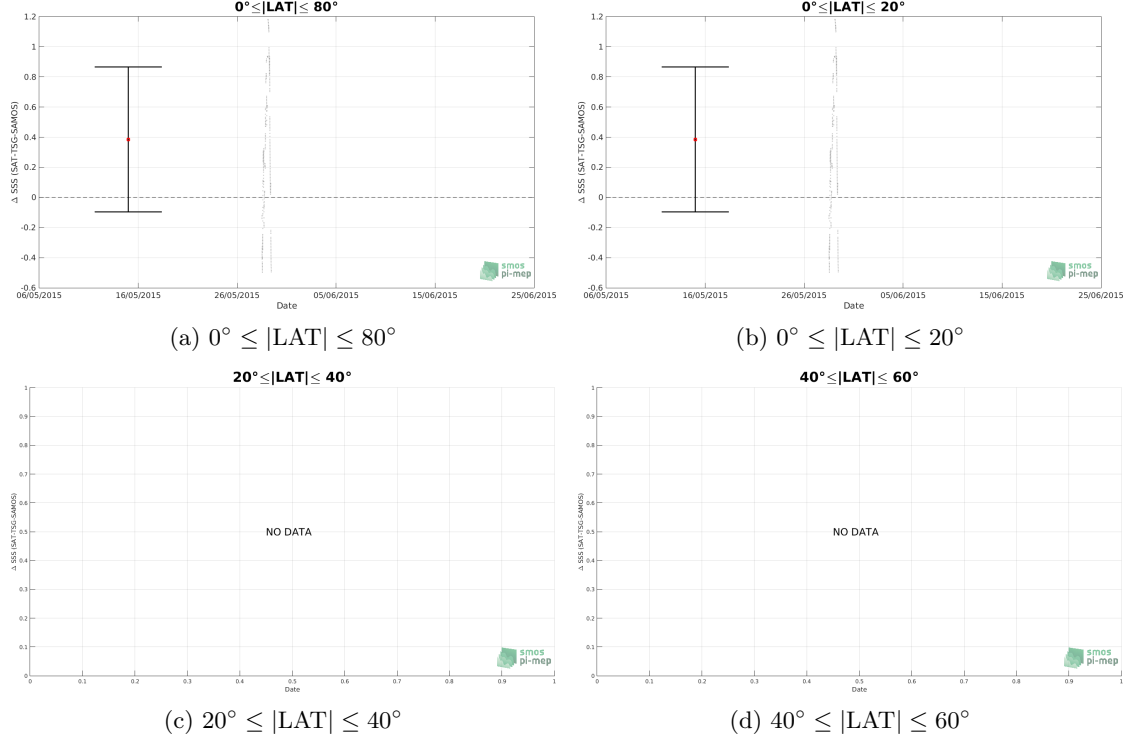 0°≤|LAT|≤ 80°
1.2
1
0.8
0.6
0.4
0.2
0
-0.2
-0.4
-0.6
Δ SSS (SAT-TSG-SAMOS)
06/05/2015 16/05/2015 26/05/2015 05/06/2015 15/06/2015 25/06/2015
Date
smos
pi-mep
(a) 0° ≤ |LAT| ≤ 80°
0°≤|LAT|≤ 20°
1.2
1
0.8
0.6
0.4
0.2
0
-0.2
-0.4
-0.6
Δ SSS (SAT-TSG-SAMOS)
06/05/2015 16/05/2015 26/05/2015 05/06/2015 15/06/2015 25/06/2015
Date
smos
pi-mep
(b) 0° ≤ |LAT| ≤ 20°
20°≤|LAT|≤ 40°
1
0.9
0.8
0.7
0.6
0.5
0.4
0.3
0.2
0.1
0
Δ SSS (SAT-TSG-SAMOS)
NO DATA
0 0.1 0.2 0.3 0.4 0.5 0.6 0.7 0.8 0.9 1
Date
smos
pi-mep
(c) 20° ≤ |LAT| ≤ 40°
40°≤|LAT|≤ 60°
1
0.9
0.8
0.7
0.6
0.5
0.4
0.3
0.2
0.1
0
Δ SSS (SAT-TSG-SAMOS)
NO DATA
0 0.1 0.2 0.3 0.4 0.5 0.6 0.7 0.8 0.9 1
Date
smos
pi-mep
(d) 40° ≤ |LAT| ≤ 60°